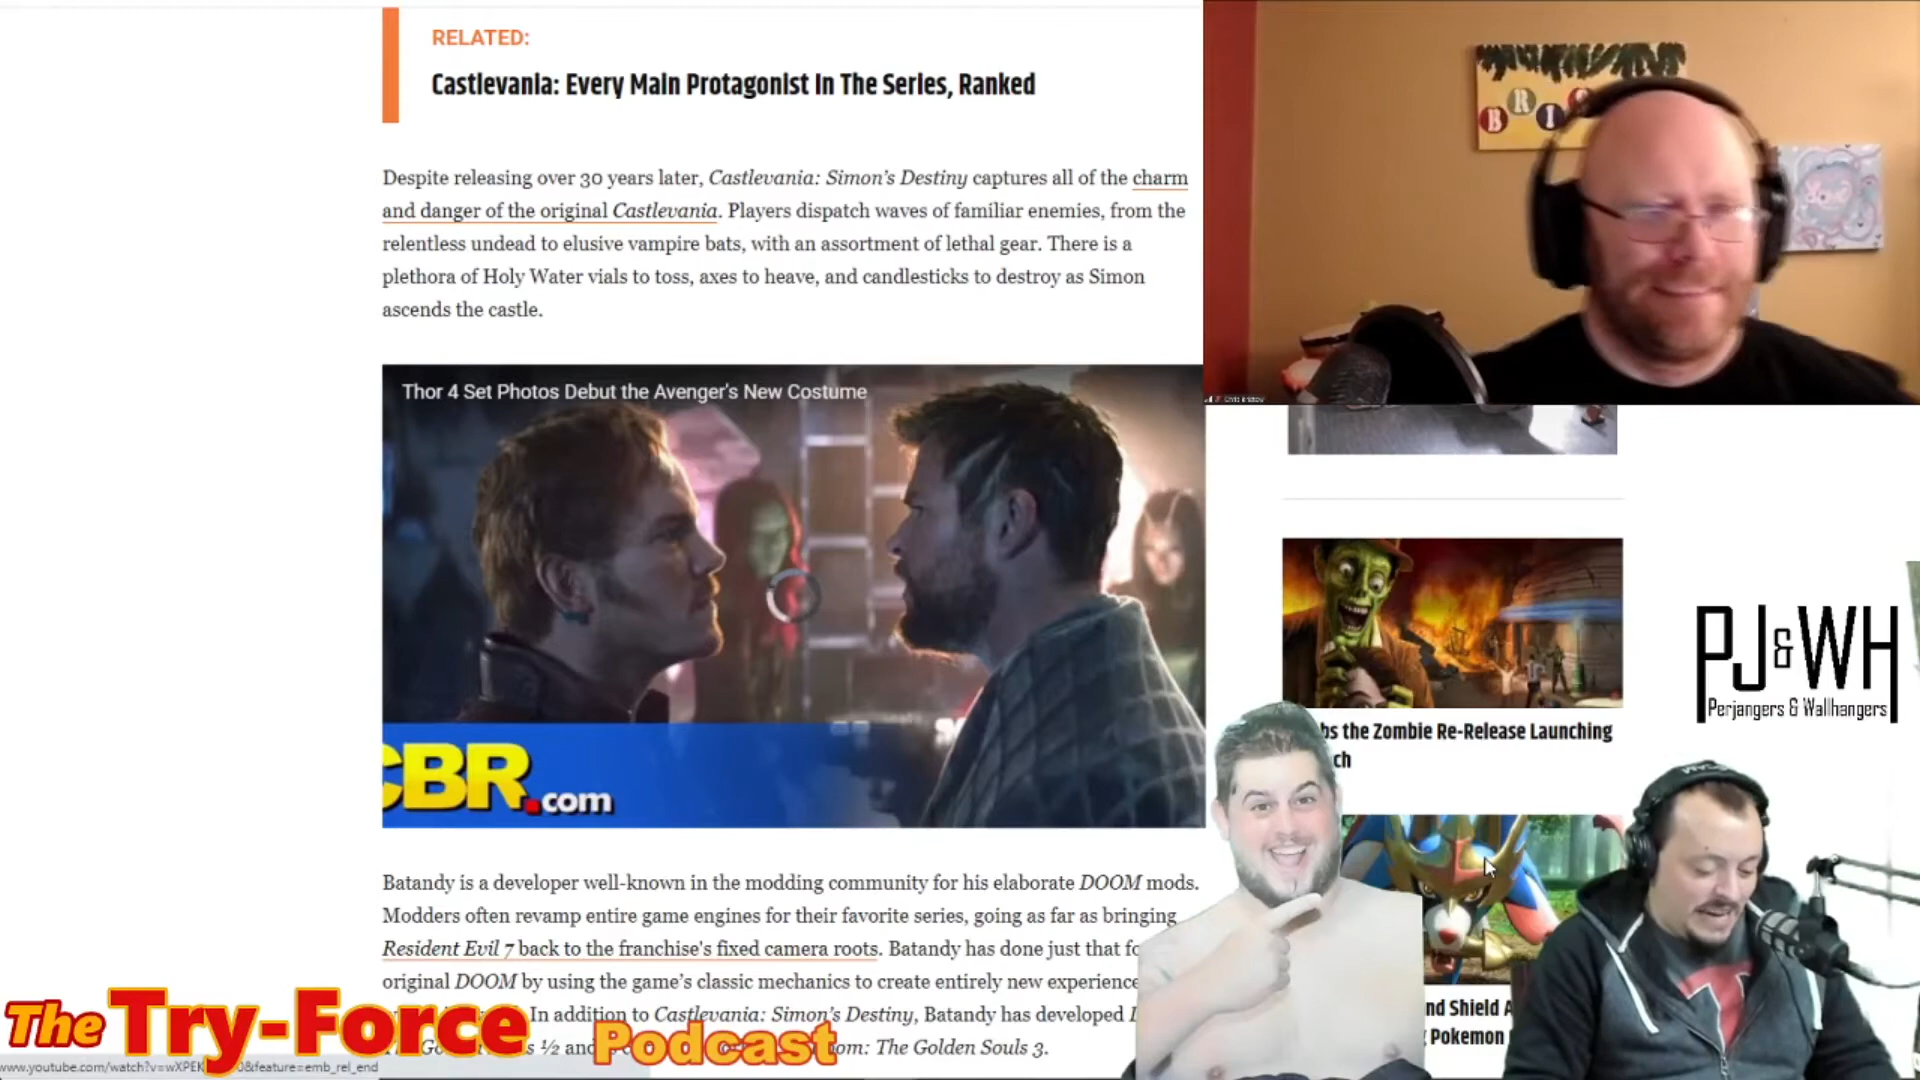 RELATED:
Castlevania: Every Main Protagonist In The Series, Ranked
Despite releasing over 30 years later, Castlevania: Simon's Destiny captures all of the charm
and danger of the original Castlevania. Players dispatch waves of familiar enemies, from the
relentless undead to elusive vampire bats, with an assortment of lethal gear. There is a
plethora of Holy Water vials to toss, axes to heave, and candlesticks to destroy as Simon
ascends the castle.
Thor 4 Set Photos Debut the Avenger's New Costume
CBR.com
Batandy is a developer well-known in the modding community for his elaborate DOOM mods.
Modders often revamp entire game engines for their favorite series, going as far as bringing
Resident Evil 7 back to the franchise's fixed camera roots. Batandy has done just that fo
original DOOM by using the game's classic mechanics to create entirely new experience
In addition to Castlevania: Simon's Destiny, Batandy has developed
½ and
om: The Golden Souls 3.
The Try-Force
Podcast
www.youtube.com/watch?v=wXPEK 0&feature=emb_rel_end
B R I
Chris Bristow
PJ&WH
Perjangers & Wallhangers
bs the Zombie Re-Release Launching
ch
nd Shield A
Pokemon